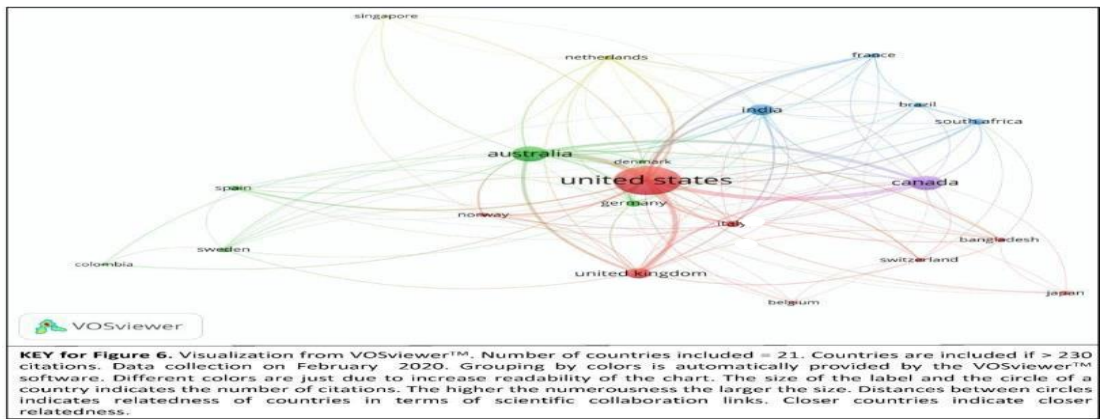 singapore
netherlands
france
india
brazil
south africa
australia
denmark
united states
canada
spain
germany
norway
italy
bangladesh
sweden
switzerland
colombia
united kingdom
japan
belgium
VOSviewer
KEY for Figure 6. Visualization from VOSviewer™. Number of countries included = 21. Countries are included if > 230
citations. Data collection on February 2020. Grouping by colors is automatically provided by the VOSviewer™
software. Different colors are just due to increase readability of the chart. The size of the label and the circle of a
country indicates the number of citations. The higher the numerousness the larger the size. Distances between circles
indicates relatedness of countries in terms of scientific collaboration links. Closer countries indicate closer
relatedness.